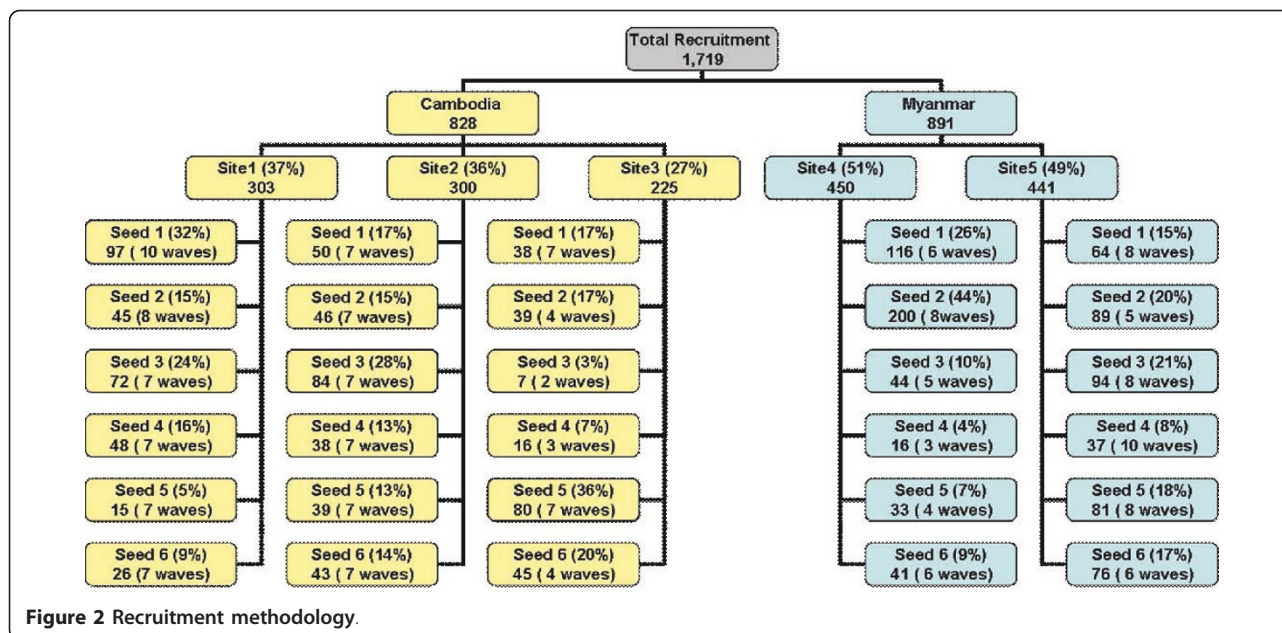 Total Recruitment
1,719
Cambodia
828
Myanmar
891
Site1 (37%)
303
Site2 (36%)
300
Site3 (27%)
225
Site4 (51%)
450
Site5 (49%)
441
Seed 1 (32%)
97 ( 10 waves)
Seed 2 (15%)
45 (8 waves)
Seed 3 (24%)
72 ( 7 waves)
Seed 4 (16%)
48 ( 7 waves)
Seed 5 (5%)
15 ( 7 waves)
Seed 6 (9%)
26 (7 waves)
Seed 1 (17%)
50 ( 7 waves)
Seed 2 (15%)
46 ( 7 waves)
Seed 3 (28%)
84 ( 7 waves)
Seed 4 (13%)
38 ( 7 waves)
Seed 5 (13%)
39 ( 7 waves)
Seed 6 (14%)
43 ( 7 waves)
Seed 1 (17%)
38 ( 7 waves)
Seed 2 (17%)
39 ( 4 waves)
Seed 3 (3%)
7 ( 2 waves)
Seed 4 (7%)
16 ( 3 waves)
Seed 5 (36%)
80 ( 7 waves)
Seed 6 (20%)
45 ( 4 waves)
Seed 1 (26%)
116 ( 6 waves)
Seed 2 (44%)
200 ( 8waves)
Seed 3 (10%)
44 ( 5 waves)
Seed 4 (4%)
16 ( 3 waves)
Seed 5 (7%)
33 ( 4 waves)
Seed 6 (9%)
41 ( 6 waves)
Seed 1 (15%)
64 ( 8 waves)
Seed 2 (20%)
89 ( 5 waves)
Seed 3 (21%)
94 ( 8 waves)
Seed 4 (8%)
37 ( 10 waves)
Seed 5 (18%)
81 ( 8 waves)
Seed 6 (17%)
76 ( 6 waves)
Figure 2 Recruitment methodology.